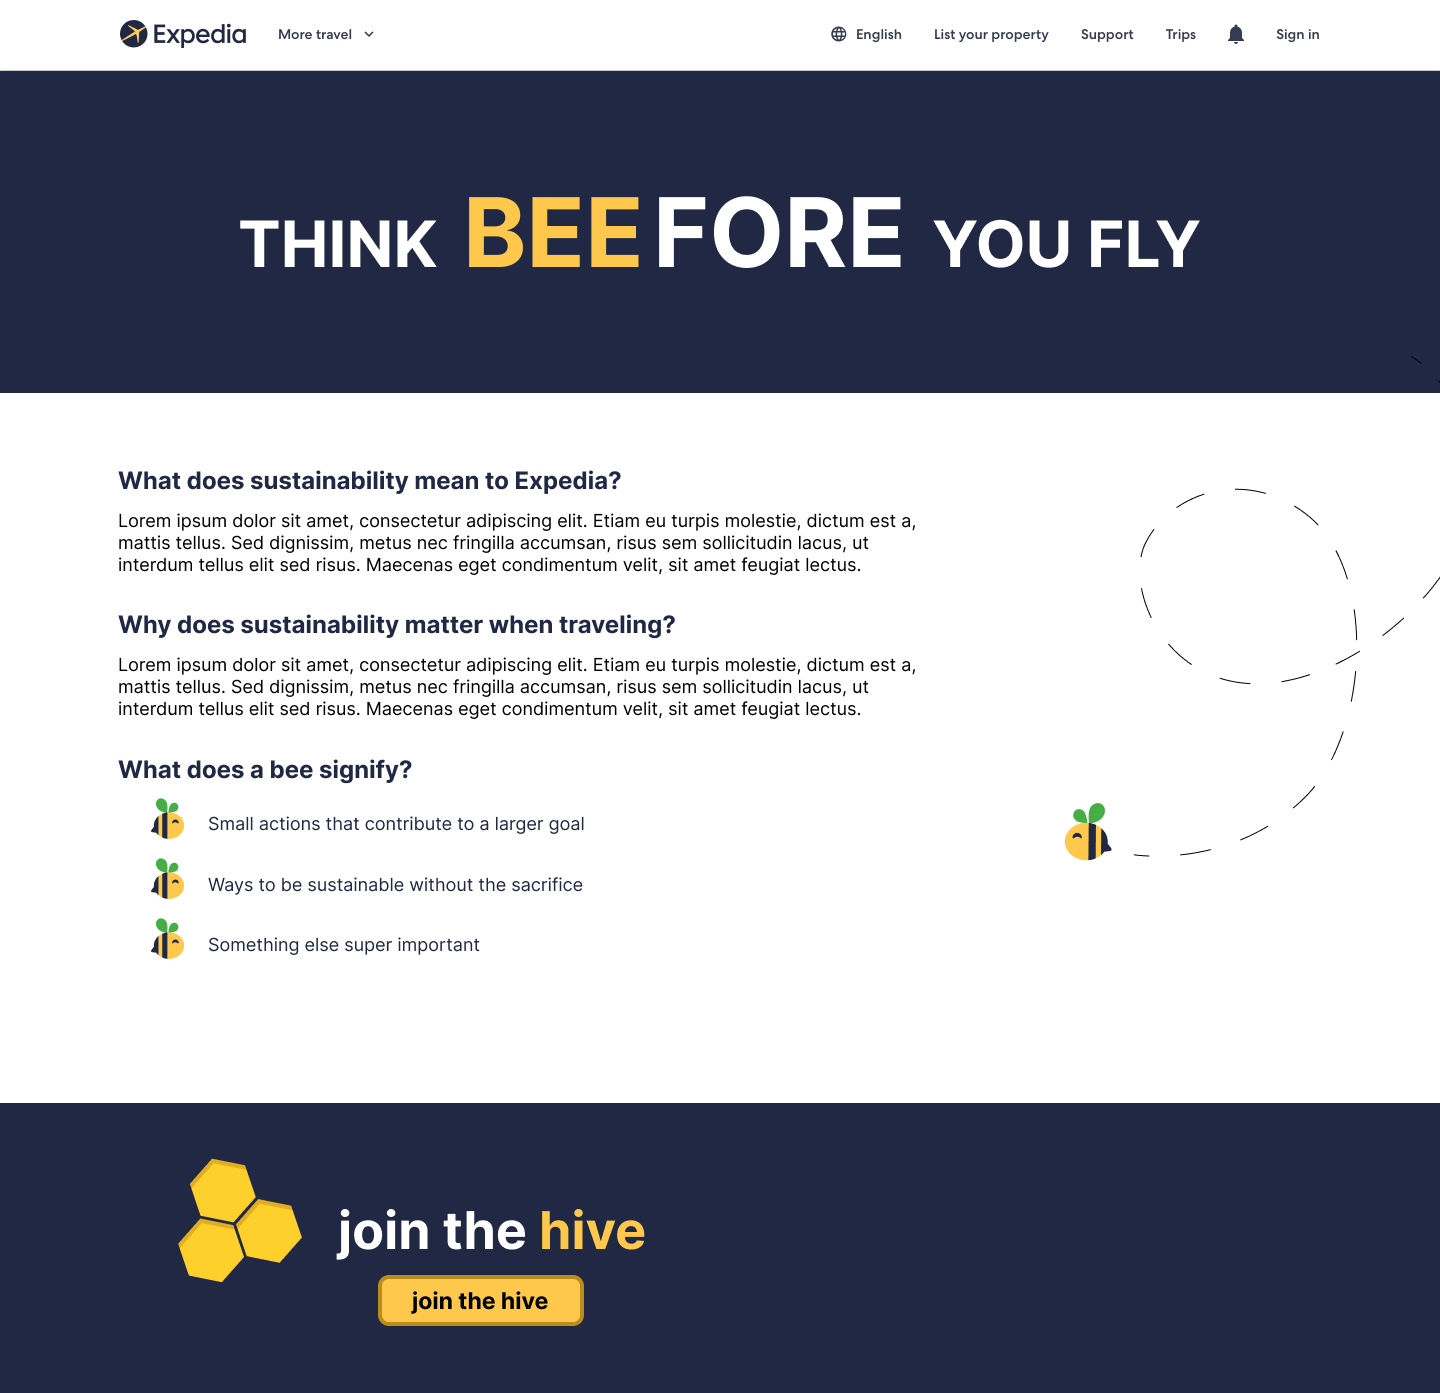 Expedia More travel English List your property Support Trips Sign in
THINK BEEFORE YOU FLY
What does sustainability mean to Expedia?
Lorem ipsum dolor sit amet, consectetur adipiscing elit. Etiam eu turpis molestie, dictum est a,
mattis tellus. Sed dignissim, metus nec fringilla accumsan, risus sem sollicitudin lacus, ut
interdum tellus elit sed risus. Maecenas eget condimentum velit, sit amet feugiat lectus.
Why does sustainability matter when traveling?
Lorem ipsum dolor sit amet, consectetur adipiscing elit. Etiam eu turpis molestie, dictum est a,
mattis tellus. Sed dignissim, metus nec fringilla accumsan, risus sem sollicitudin lacus, ut
interdum tellus elit sed risus. Maecenas eget condimentum velit, sit amet feugiat lectus.
What does a bee signify?
Small actions that contribute to a larger goal
Ways to be sustainable without the sacrifice
Something else super important
join the hive
join the hive